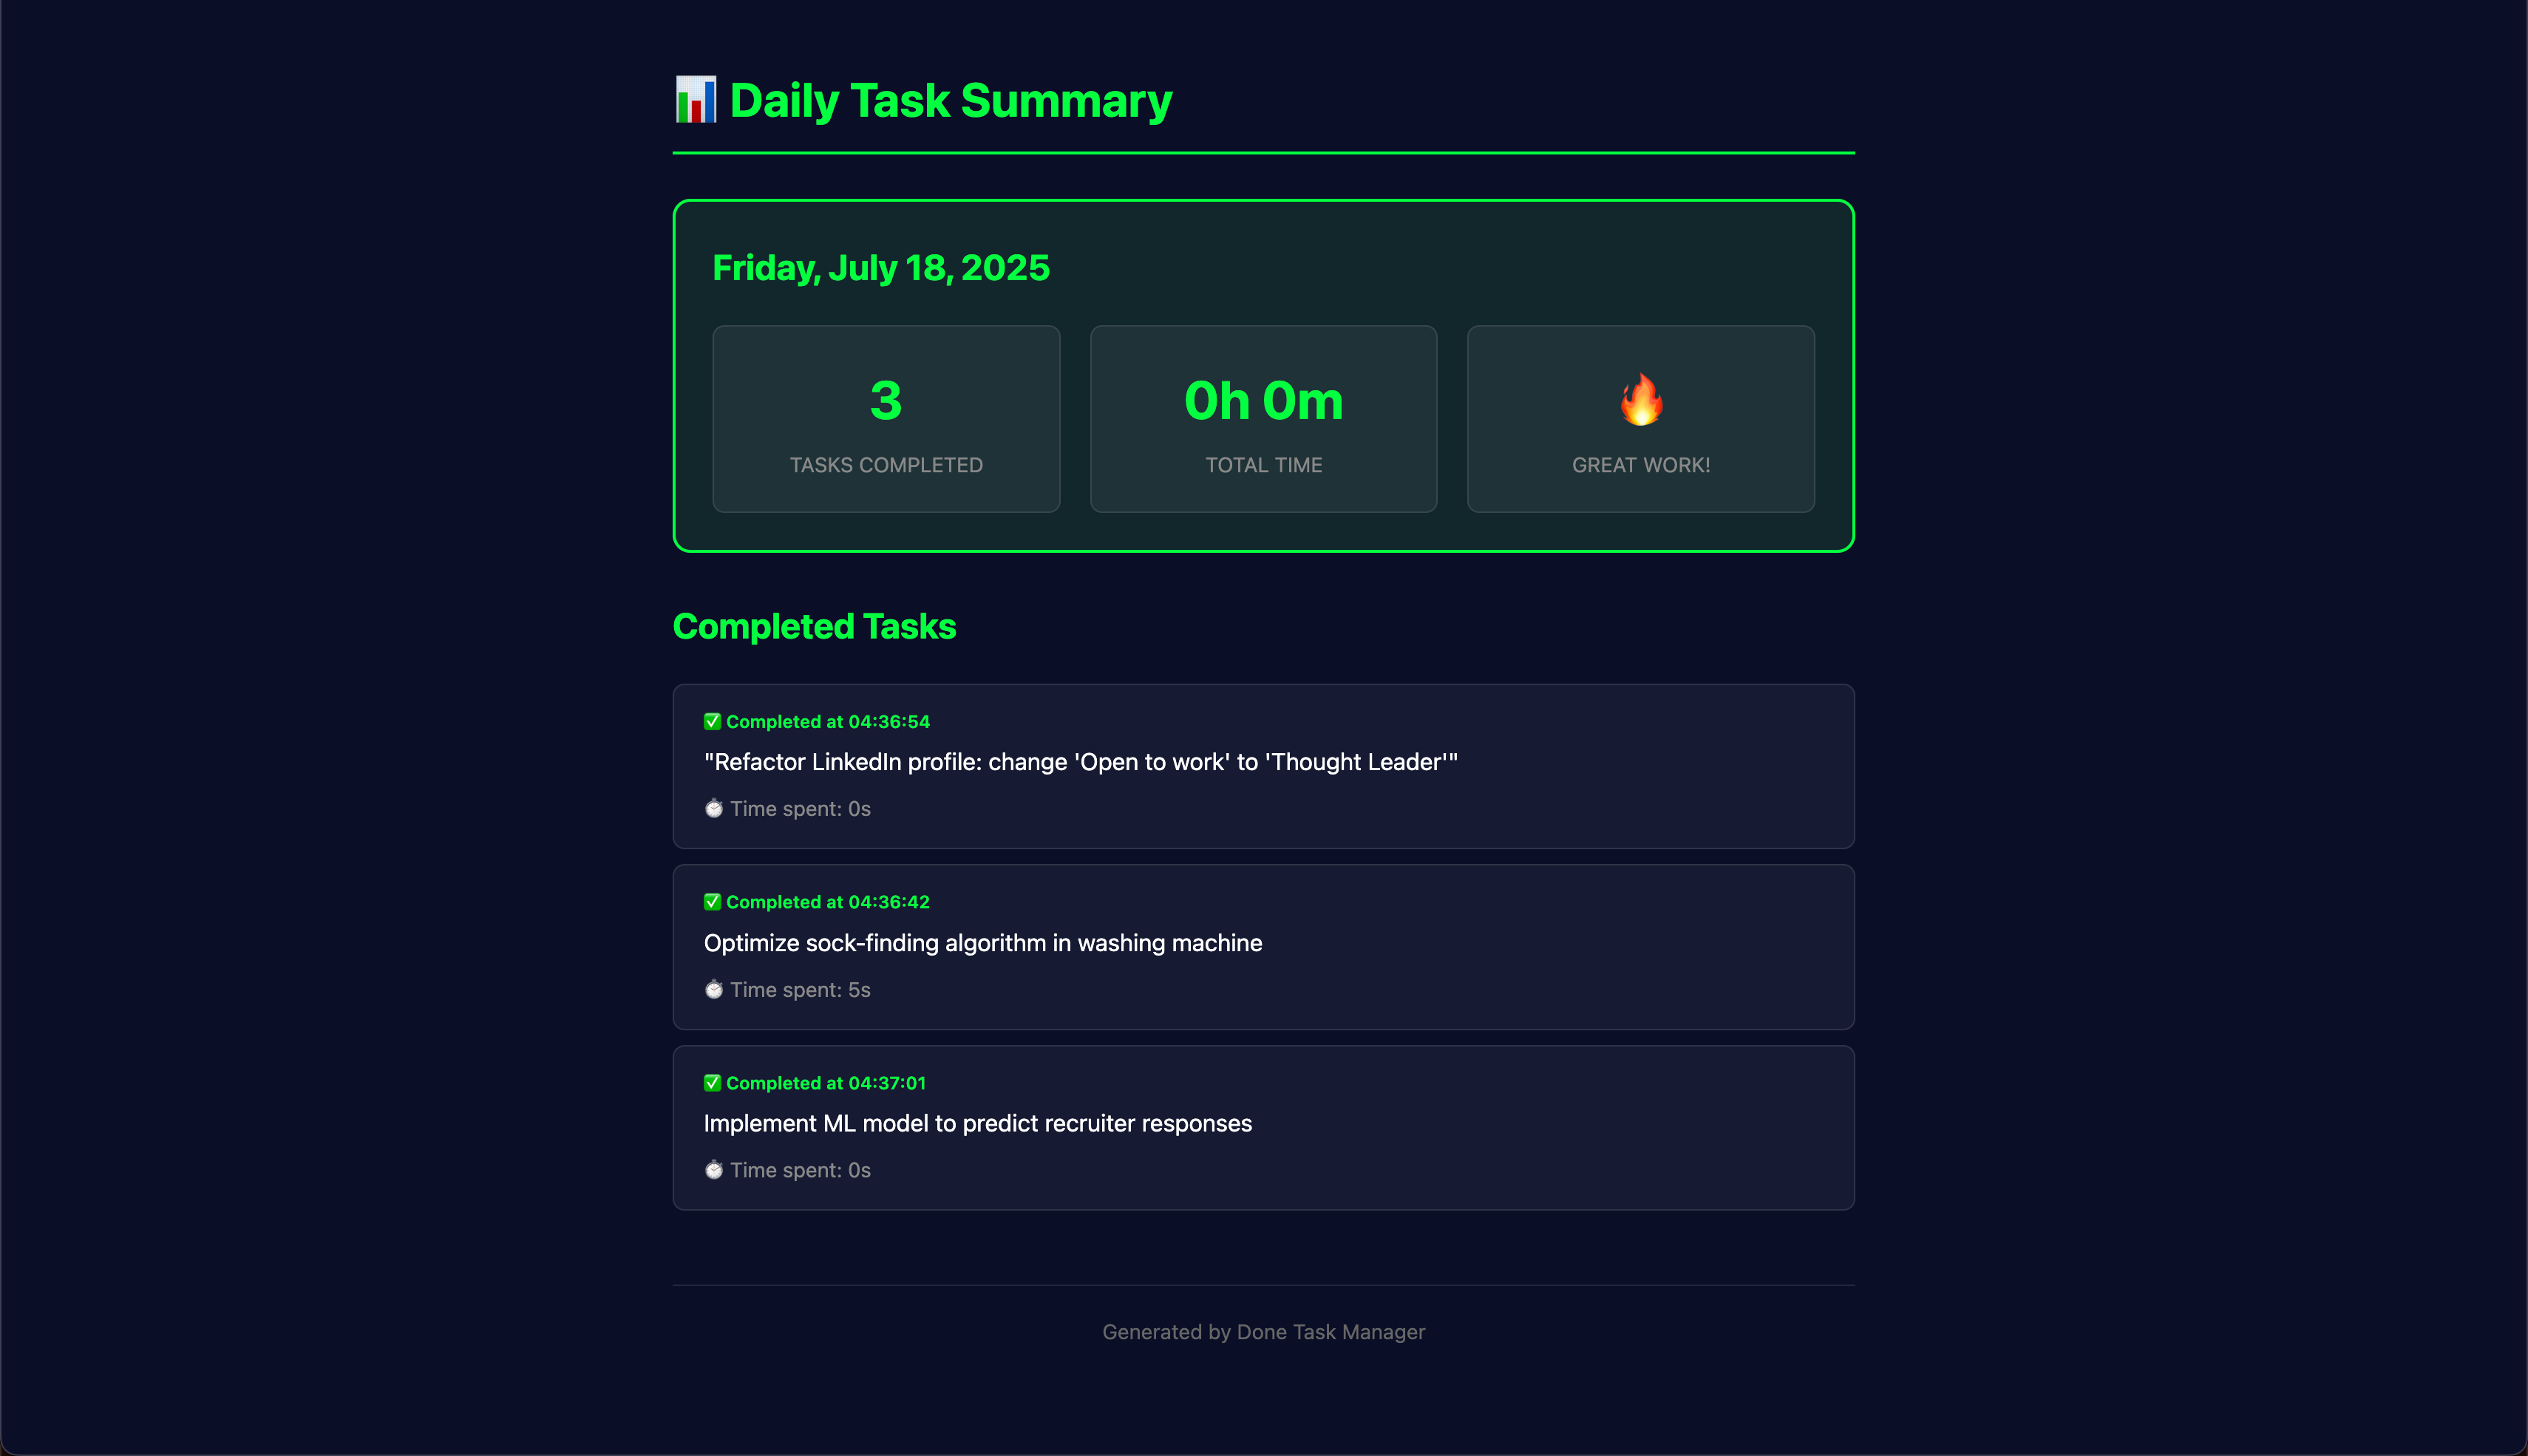 📊 Daily Task Summary
Friday, July 18, 2025
3
TASKS COMPLETED
0h 0m
TOTAL TIME
🔥
GREAT WORK!
Completed Tasks
✅ Completed at 04:36:54
"Refactor LinkedIn profile: change 'Open to work' to 'Thought Leader'"
⏱️ Time spent: 0s
✅ Completed at 04:36:42
Optimize sock-finding algorithm in washing machine
⏱️ Time spent: 5s
✅ Completed at 04:37:01
Implement ML model to predict recruiter responses
⏱️ Time spent: 0s
Generated by Done Task Manager